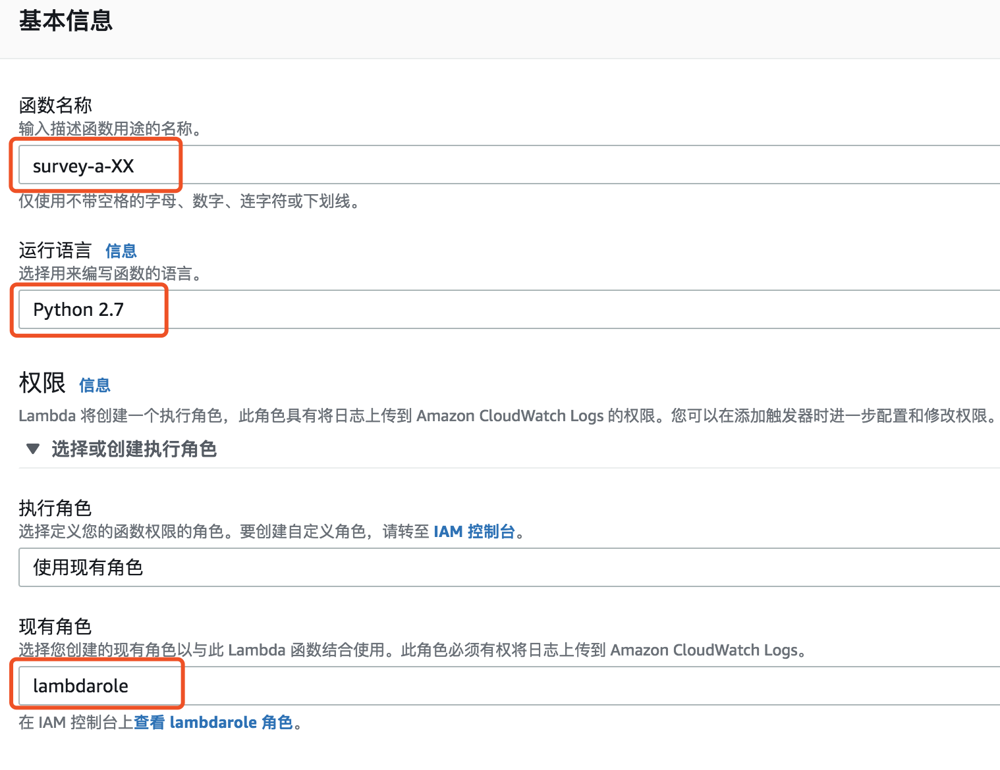 基本信息
函数名称
输入描述函数用途的名称。
survey-a-XX
仅使用不带空格的字母、数字、连字符或下划线。
运行语言 信息
选择用来编写函数的语言。
Python 2.7
权限 信息
Lambda 将创建一个执行角色，此角色具有将日志上传到 Amazon CloudWatch Logs 的权限。您可以在添加触发器时进一步配置和修改权限。
▼ 选择或创建执行角色
执行角色
选择定义您的函数权限的角色。要创建自定义角色，请转至 IAM 控制台。
使用现有角色
现有角色
选择您创建的现有角色以与此 Lambda 函数结合使用。此角色必须有权将日志上传到 Amazon CloudWatch Logs。
lambdarole
在 IAM 控制台上查看 lambdarole 角色。